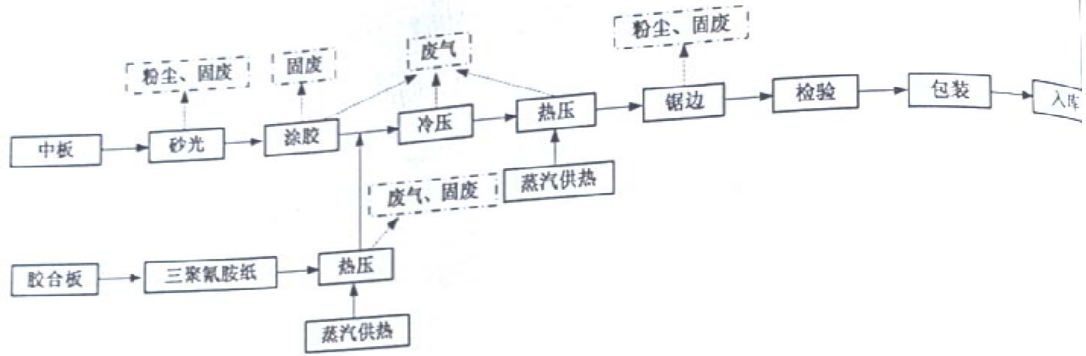 粉尘、固废
固废
废气
粉尘、固废
中板
砂光
涂胶
冷压
热压
锯边
检验
包装
入库
废气、固废
蒸汽供热
胶合板
三聚氰胺纸
热压
蒸汽供热